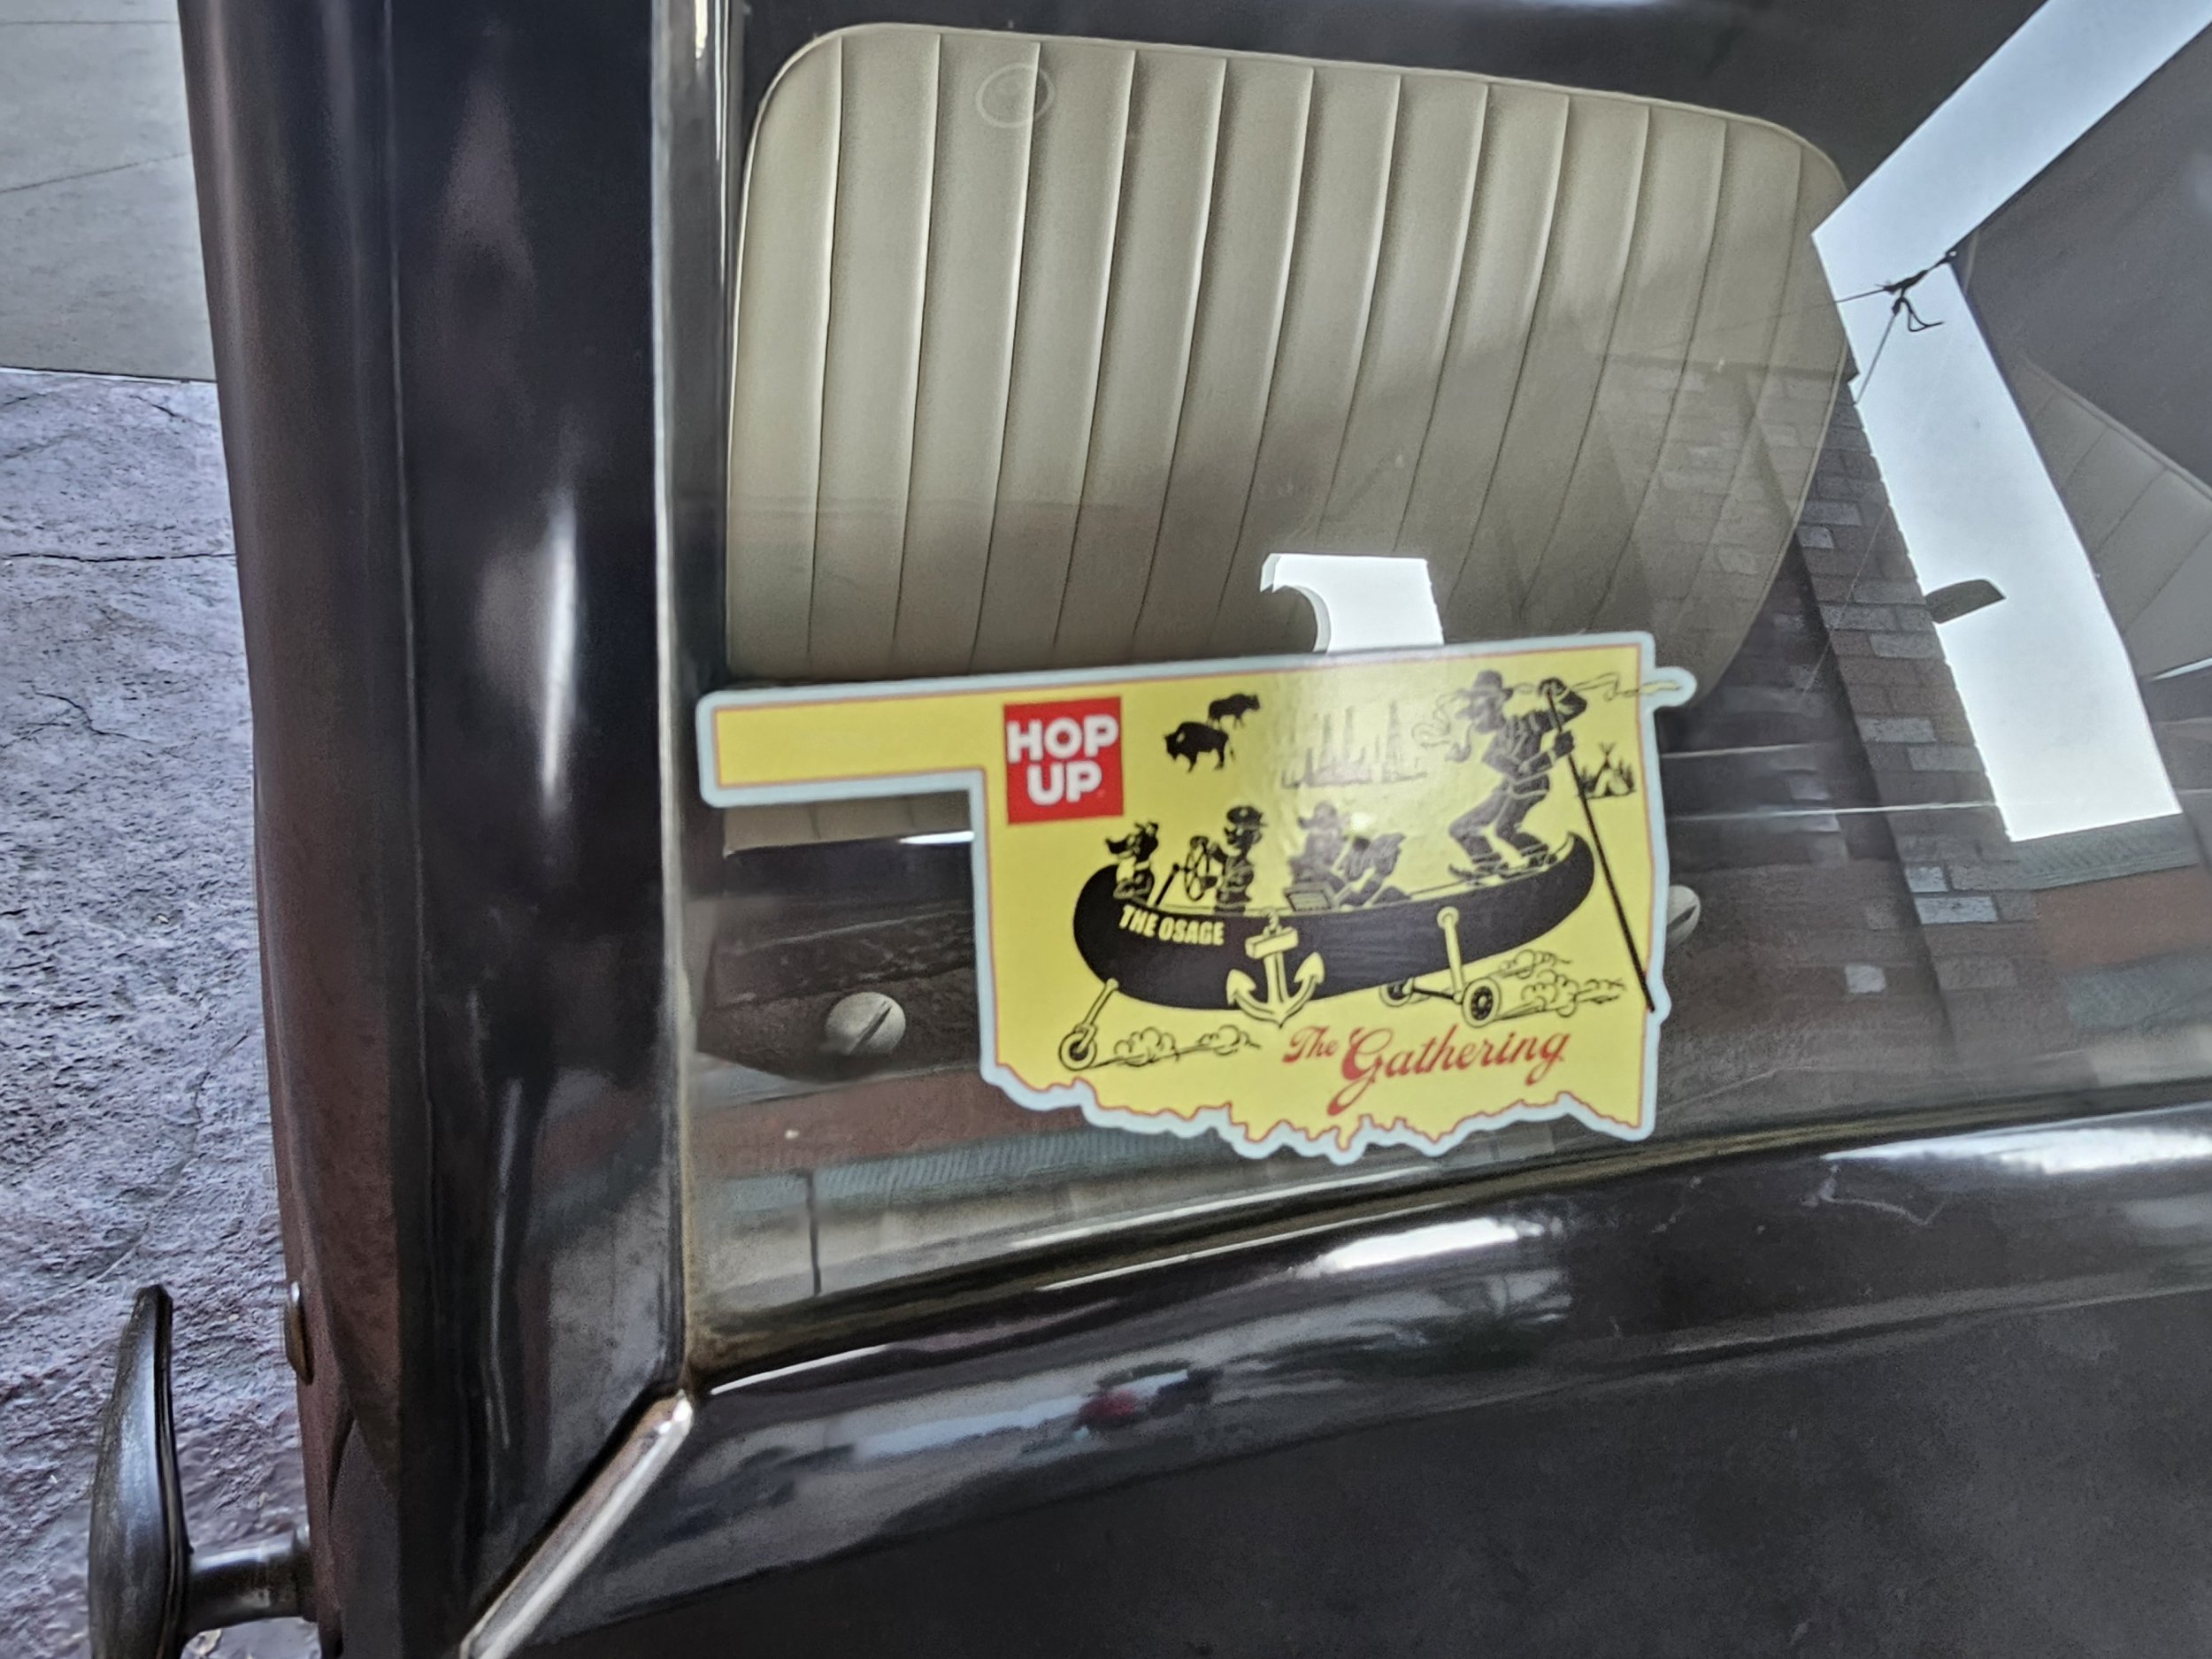 HOP
UP
THE OSAGE
The Gathering